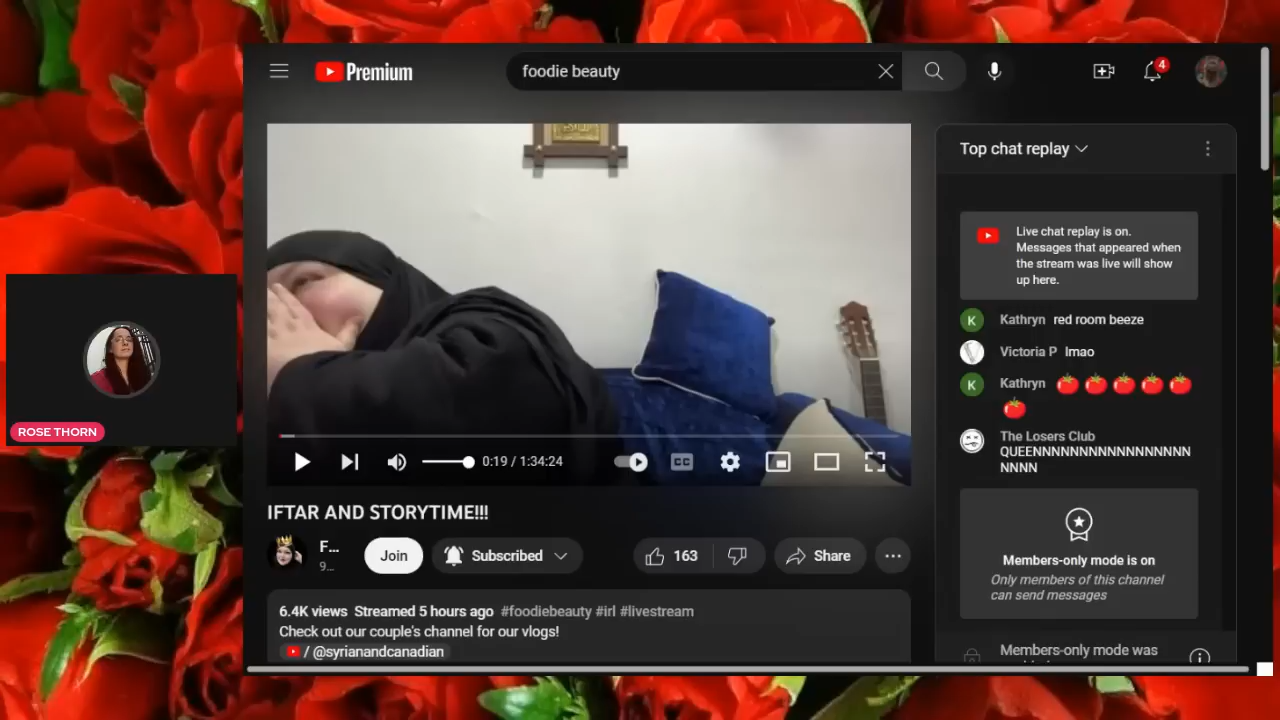 Premium
foodie beauty
4
Top chat replay
Live chat replay is on.
Messages that appeared when
the stream was live will show
up here.
K Kathryn red room beeze
Victoria P lmao
K Kathryn 🍅🍅🍅🍅🍅
🍅
The Losers Club
QUEENNNNNNNNNNNNNNNNNN
NNNN
Members-only mode is on
Only members of this channel
can send messages
Members-only mode was
0:19 / 1:34:24
CC
IFTAR AND STORYTIME!!!
F...
9...
Join
Subscribed
163
Share
6.4K views Streamed 5 hours ago #foodiebeauty #irl #livestream
Check out our couple's channel for our vlogs!
/ @syrianandcanadian
ROSE THORN